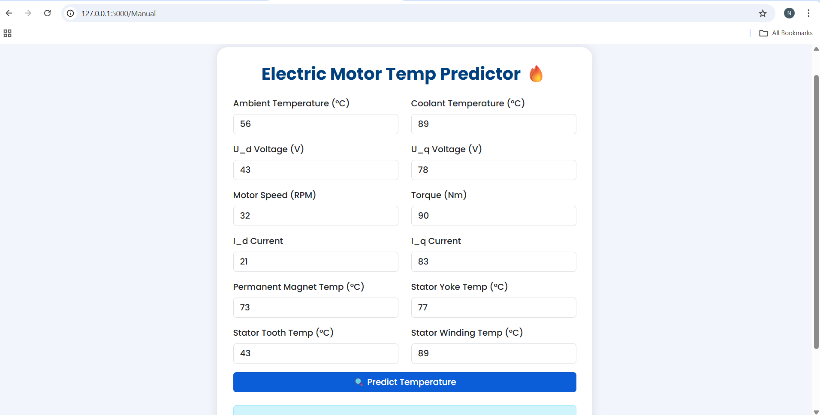 127.0.0.1:5000/Manual
N
All Bookmarks
Electric Motor Temp Predictor 🔥
Ambient Temperature (°C) Coolant Temperature (°C)
56 89
U_d Voltage (V) U_q Voltage (V)
43 78
Motor Speed (RPM) Torque (Nm)
32 90
I_d Current I_q Current
21 83
Permanent Magnet Temp (°C) Stator Yoke Temp (°C)
73 77
Stator Tooth Temp (°C) Stator Winding Temp (°C)
43 89
🔍 Predict Temperature